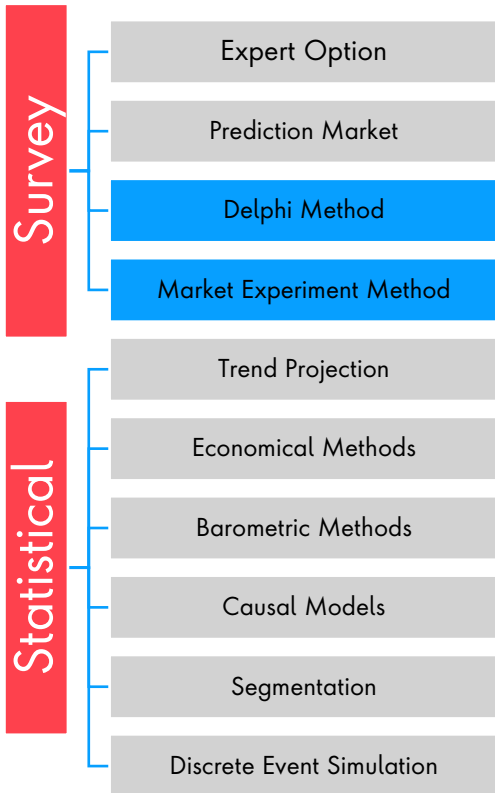 Survey
Expert Option
Prediction Market
Delphi Method
Market Experiment Method
Statistical
Trend Projection
Economical Methods
Barometric Methods
Causal Models
Segmentation
Discrete Event Simulation